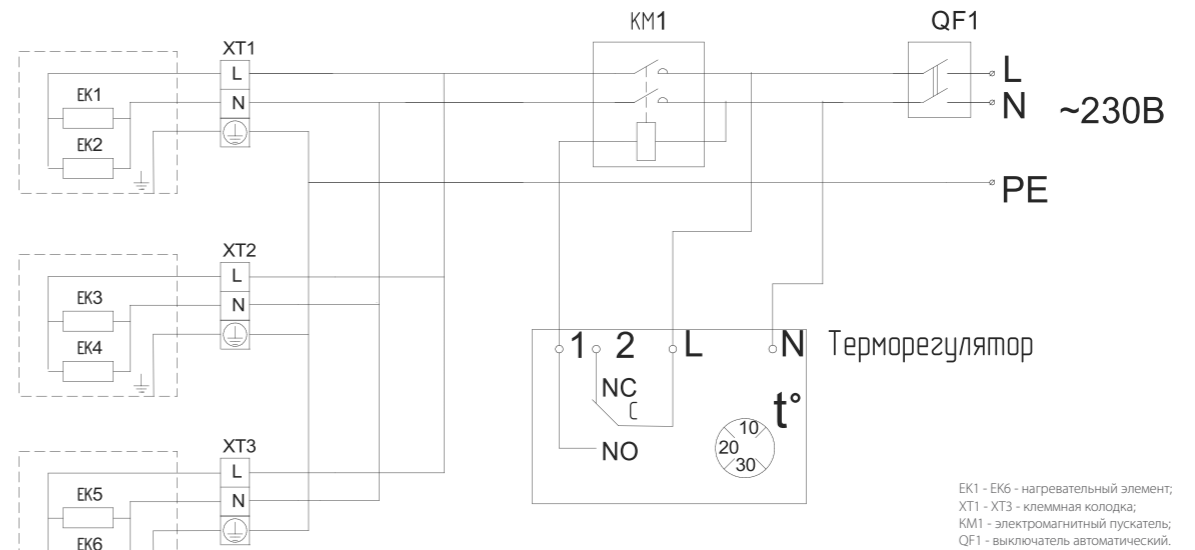 KM1
QF1
XT1
L
N
EK1
EK2
L
N
~230В
PE
XT2
L
N
EK3
EK4
1
2
L
N
Терморегулятор
NC
C
NO
t°
10
20
30
XT3
L
N
EK5
EK6
EK1 - EK6 - нагревательный элемент;
XT1 - XT3 - клеммная колодка;
KM1 - электромагнитный пускатель;
QF1 - выключатель автоматический.